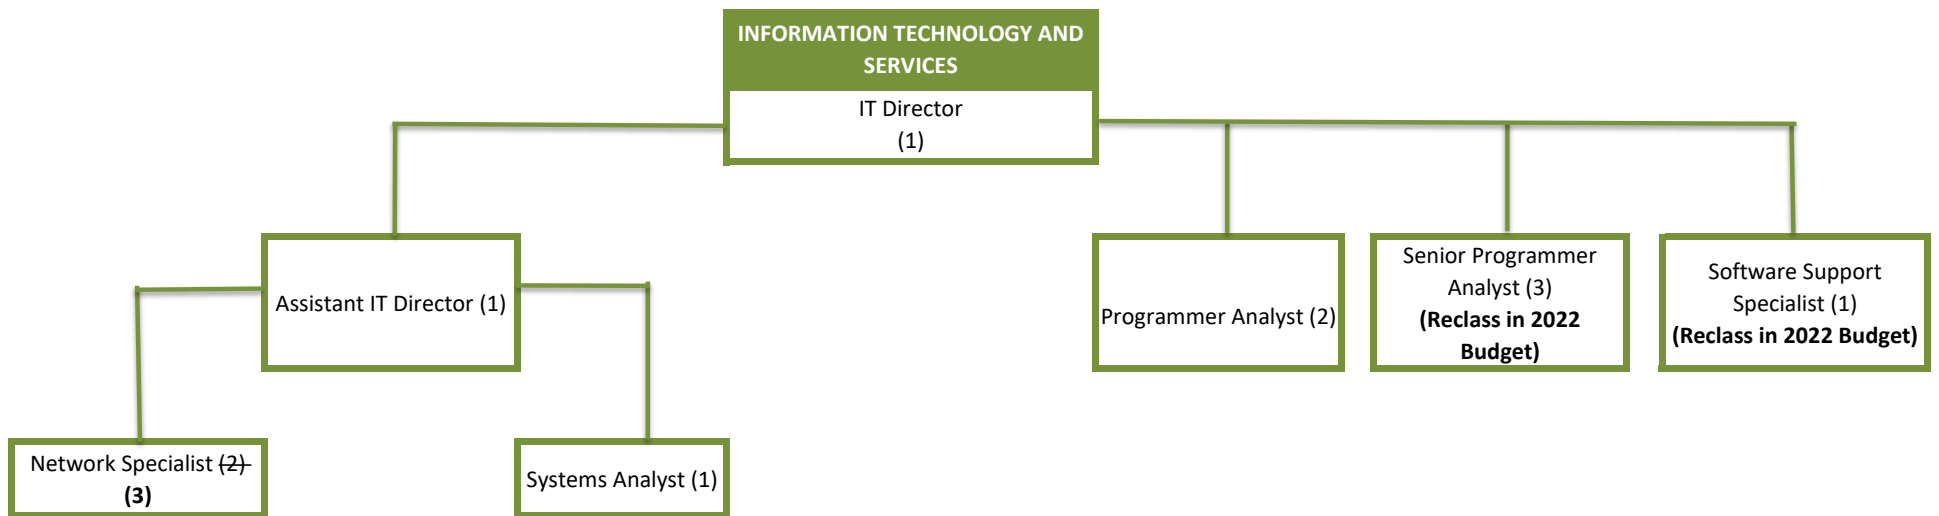 INFORMATION TECHNOLOGY AND
SERVICES
IT Director
(1)
Assistant IT Director (1)
Programmer Analyst (2)
Senior Programmer
Analyst (3)
(Reclass in 2022
Budget)
Software Support
Specialist (1)
(Reclass in 2022 Budget)
Network Specialist (2)
(3)
Systems Analyst (1)